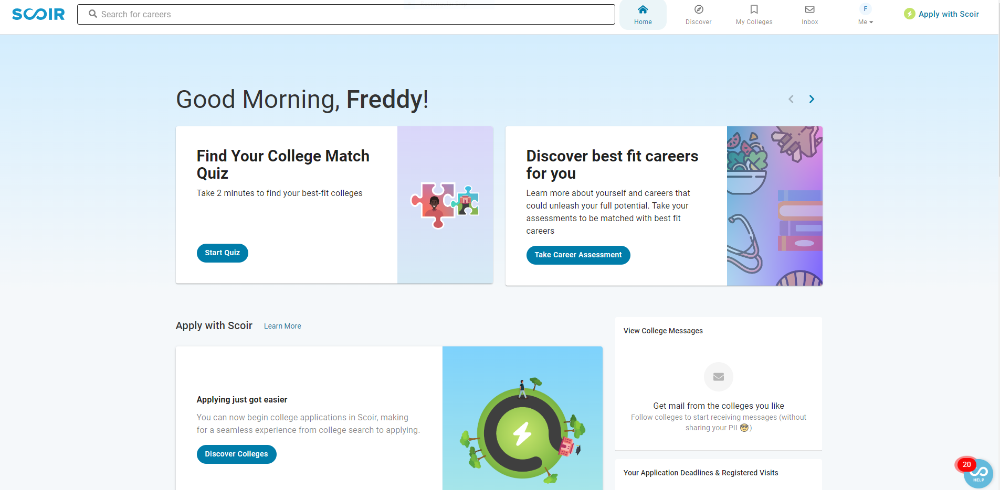 SCOIR
Search for careers
Home
Discover
My Colleges
Inbox
F
Me
Apply with Scoir
Good Morning, Freddy!
Find Your College Match
Quiz
Take 2 minutes to find your best-fit colleges
Start Quiz
Discover best fit careers
for you
Learn more about yourself and careers that
could unleash your full potential. Take your
assessments to be matched with best fit
careers
Take Career Assessment
Apply with Scoir
Learn More
Applying just got easier
You can now begin college applications in Scoir, making
for a seamless experience from college search to applying.
Discover Colleges
View College Messages
Get mail from the colleges you like
Follow colleges to start receiving messages (without
sharing your PII 😎)
Your Application Deadlines & Registered Visits
20
HELP